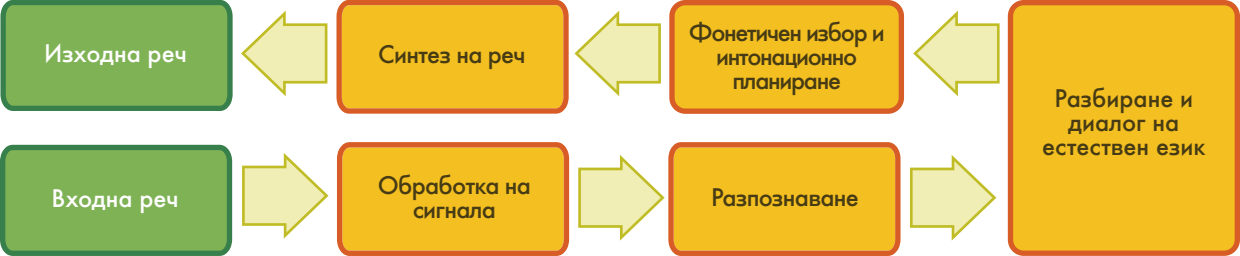 Изходна реч
Синтез на реч
Фонетичен избор и
интонационно
планиране
Разбиране и
диалог на
естествен език
Входна реч
Обработка на
сигнала
Разпознаване